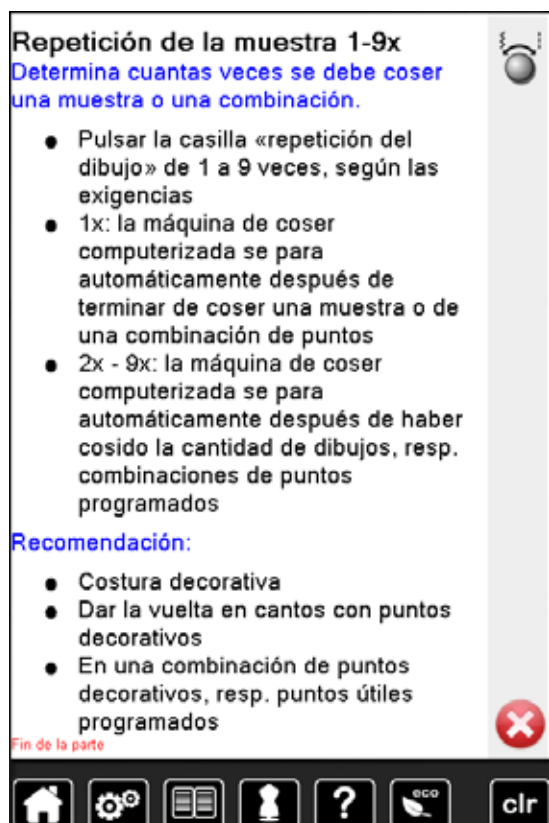 Repetición de la muestra 1-9x
Determina cuantas veces se debe coser
una muestra o una combinación.
● Pulsar la casilla «repetición del
dibujo» de 1 a 9 veces, según las
exigencias
● 1x: la máquina de coser
computerizada se para
automáticamente después de
terminar de coser una muestra o de
una combinación de puntos
● 2x - 9x: la máquina de coser
computerizada se para
automáticamente después de haber
cosido la cantidad de dibujos, resp.
combinaciones de puntos
programados
Recomendación:
● Costura decorativa
● Dar la vuelta en cantos con puntos
decorativos
● En una combinación de puntos
decorativos, resp. puntos útiles
programados
Fin de la parte
? eco clr